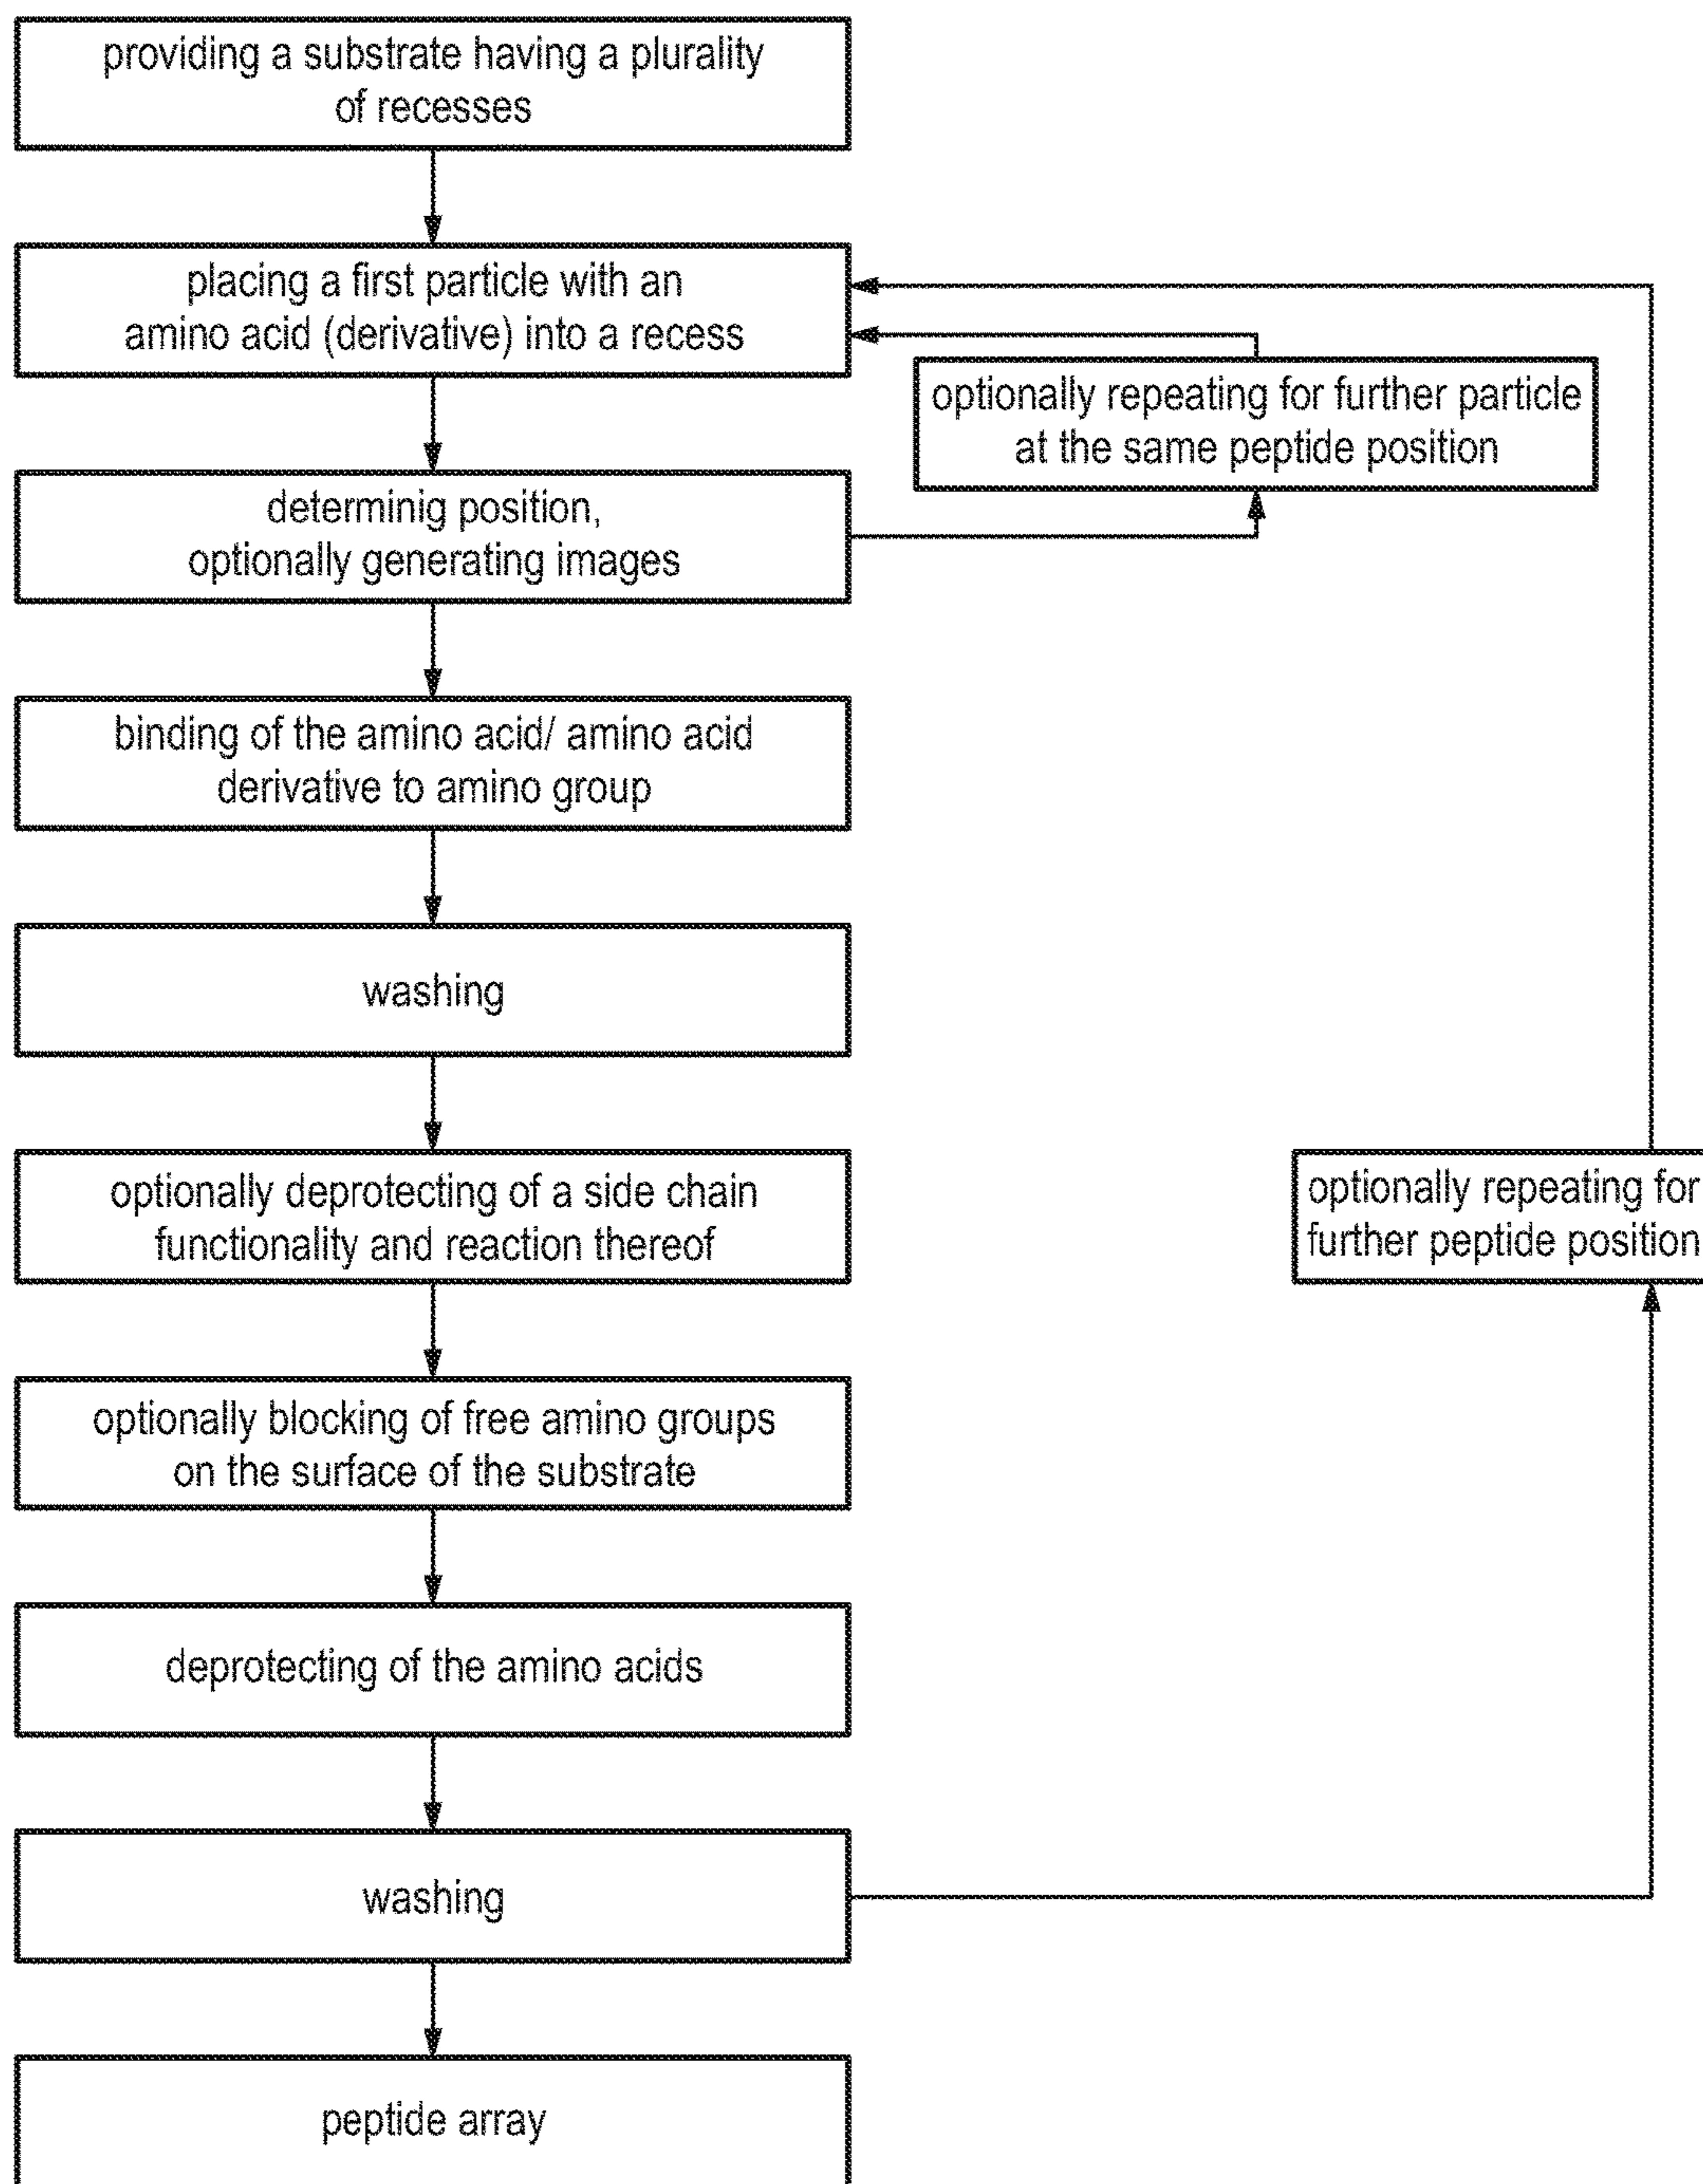 providing a substrate having a plurality
of recesses
placing a first particle with an
amino acid (derivative) into a recess
optionally repeating for further particle
at the same peptide position
determinig position,
optionally generating images
binding of the amino acid/ amino acid
derivative to amino group
washing
optionally deprotecting of a side chain
functionality and reaction thereof
optionally repeating for
further peptide position
optionally blocking of free amino groups
on the surface of the substrate
deprotecting of the amino acids
washing
peptide array